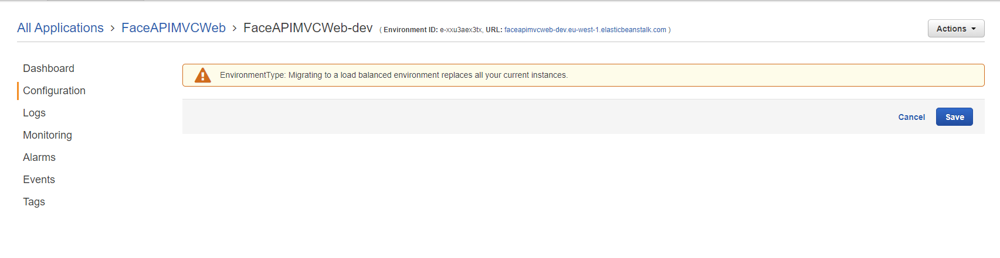 All Applications > FaceAPIMVCWeb > FaceAPIMVCWeb-dev ( Environment ID: e-xxu3aex3tx, URL: faceapimvcweb-dev.eu-west-1.elasticbeanstalk.com )
Actions
Dashboard
Configuration
Logs
Monitoring
Alarms
Events
Tags
EnvironmentType: Migrating to a load balanced environment replaces all your current instances.
Cancel
Save